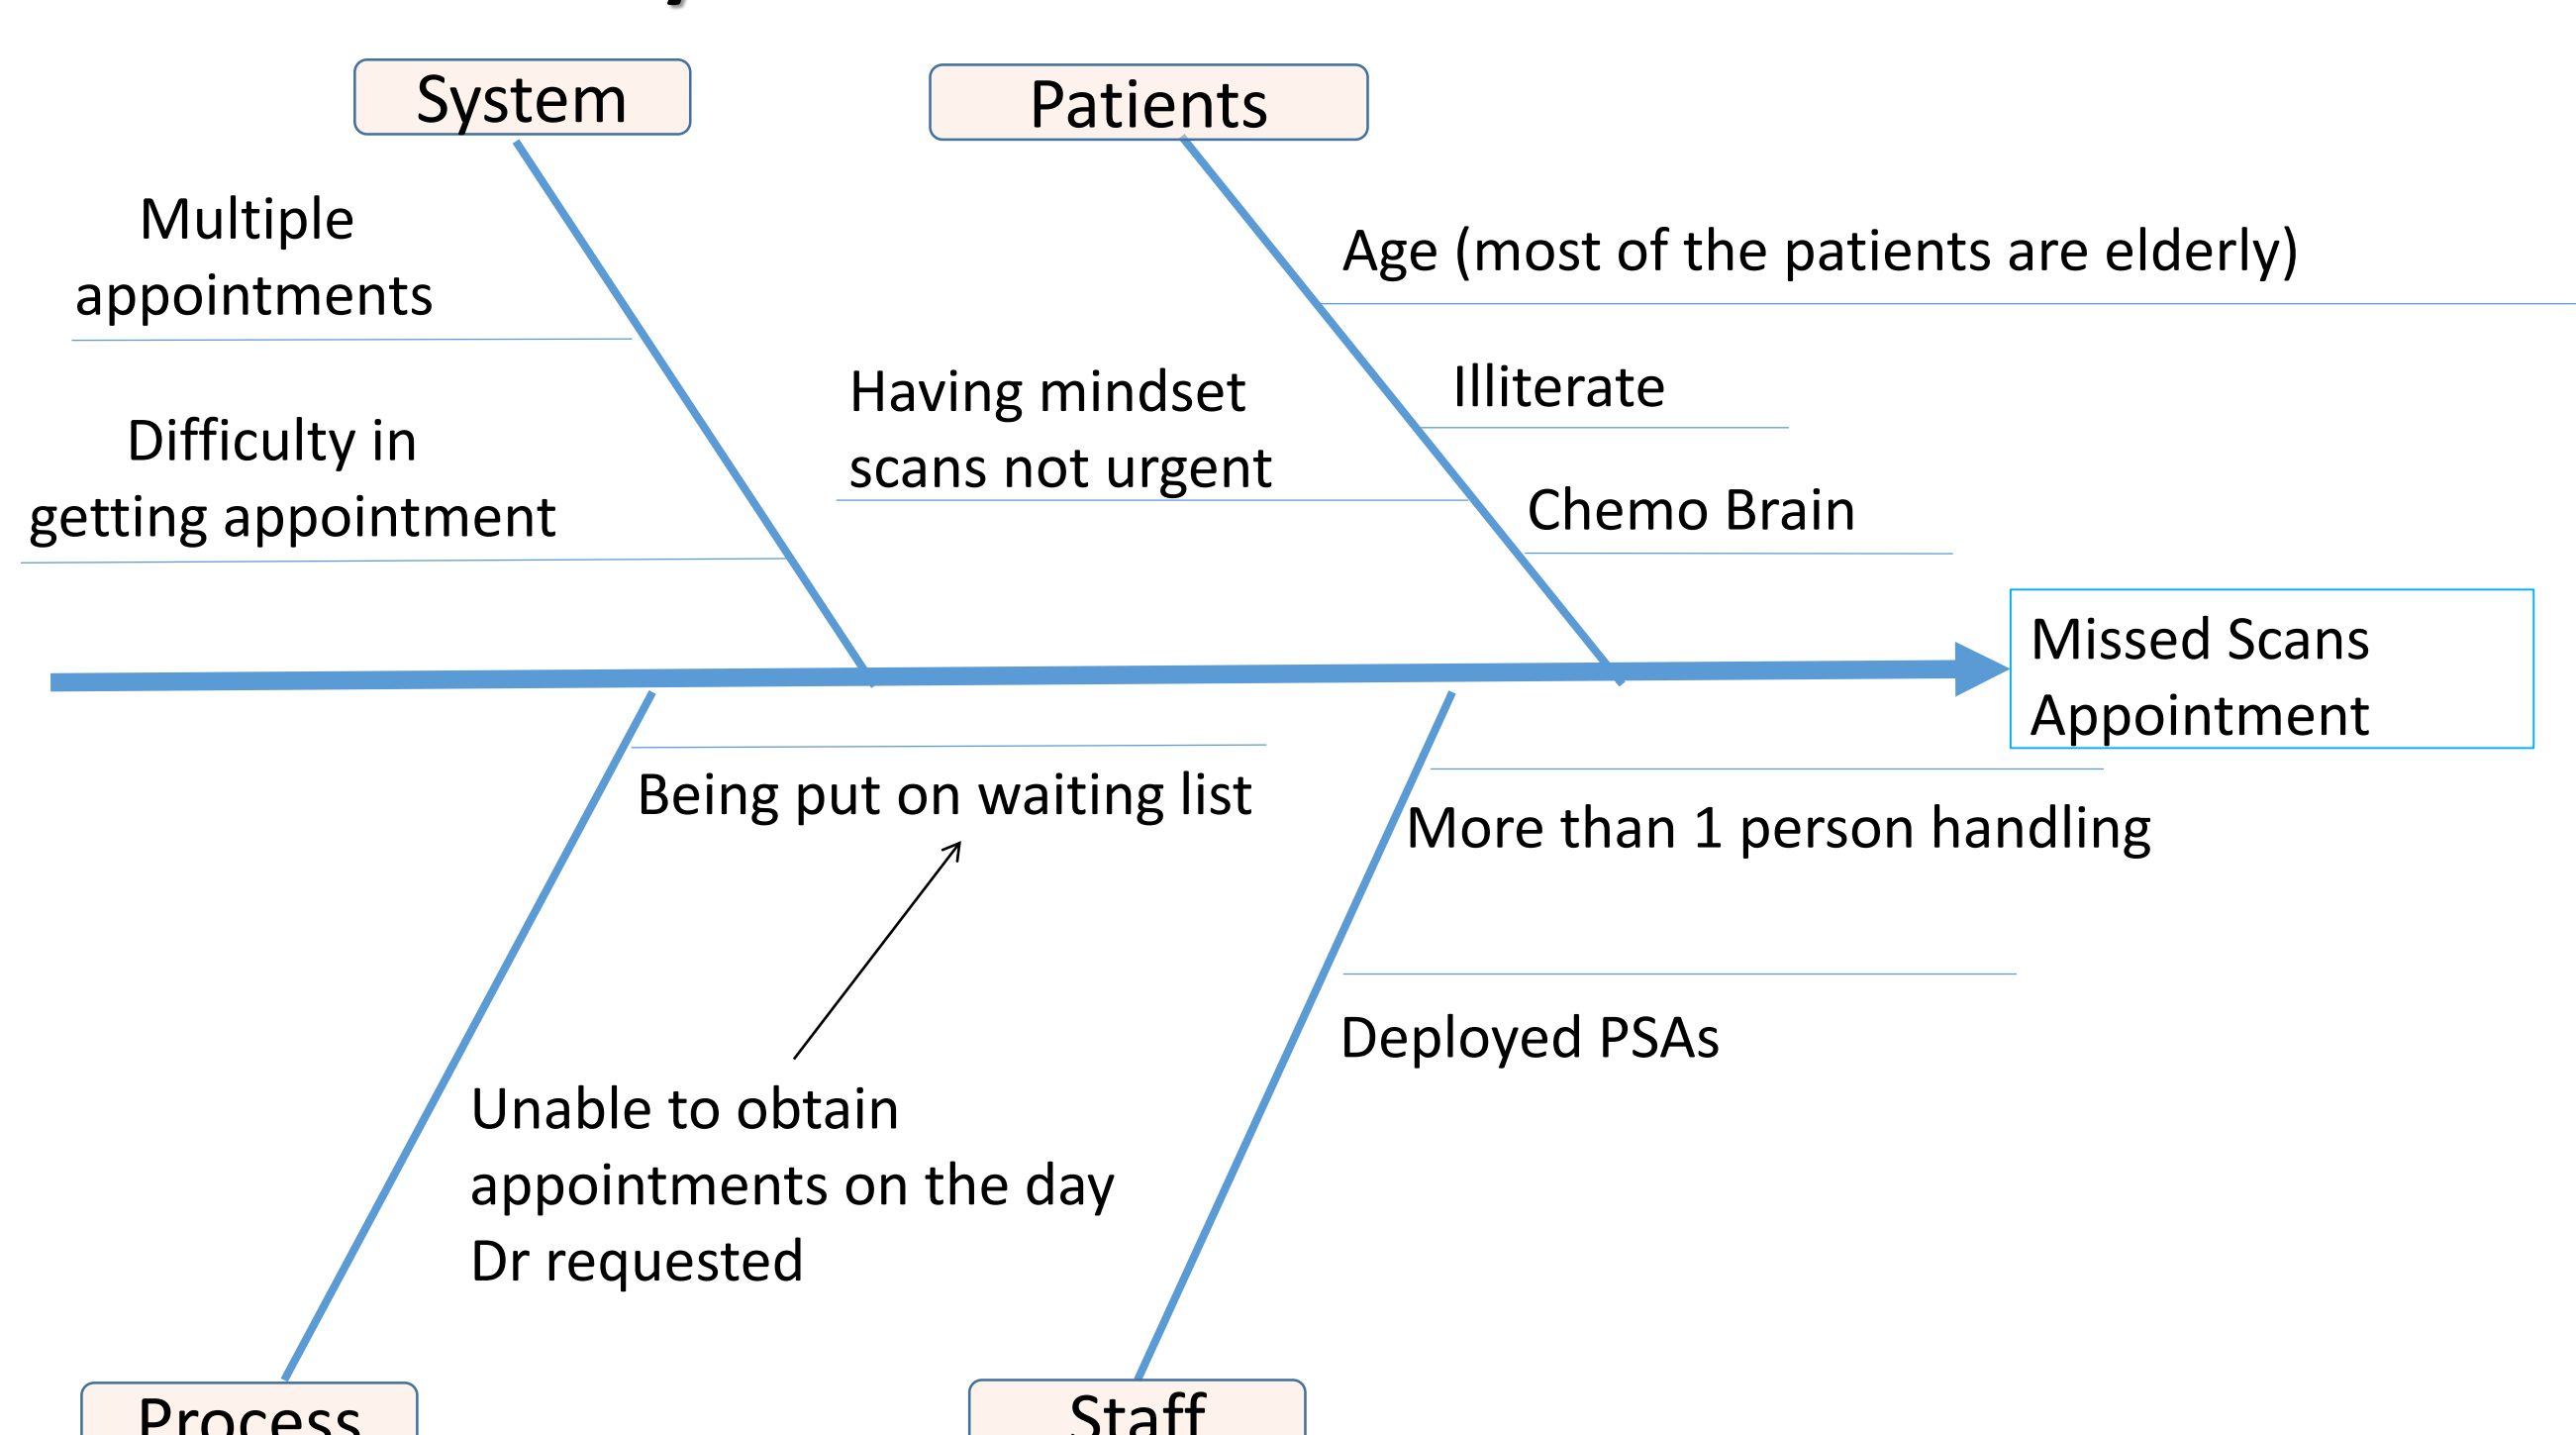 System
Patients
Multiple
appointments
Age (most of the patients are elderly)
Having mindset
scans not urgent
Illiterate
Difficulty in
getting appointment
Chemo Brain
Missed Scans
Appointment
Being put on waiting list
More than 1 person handling
Deployed PSAs
Unable to obtain
appointments on the day
Dr requested
Process
Staff